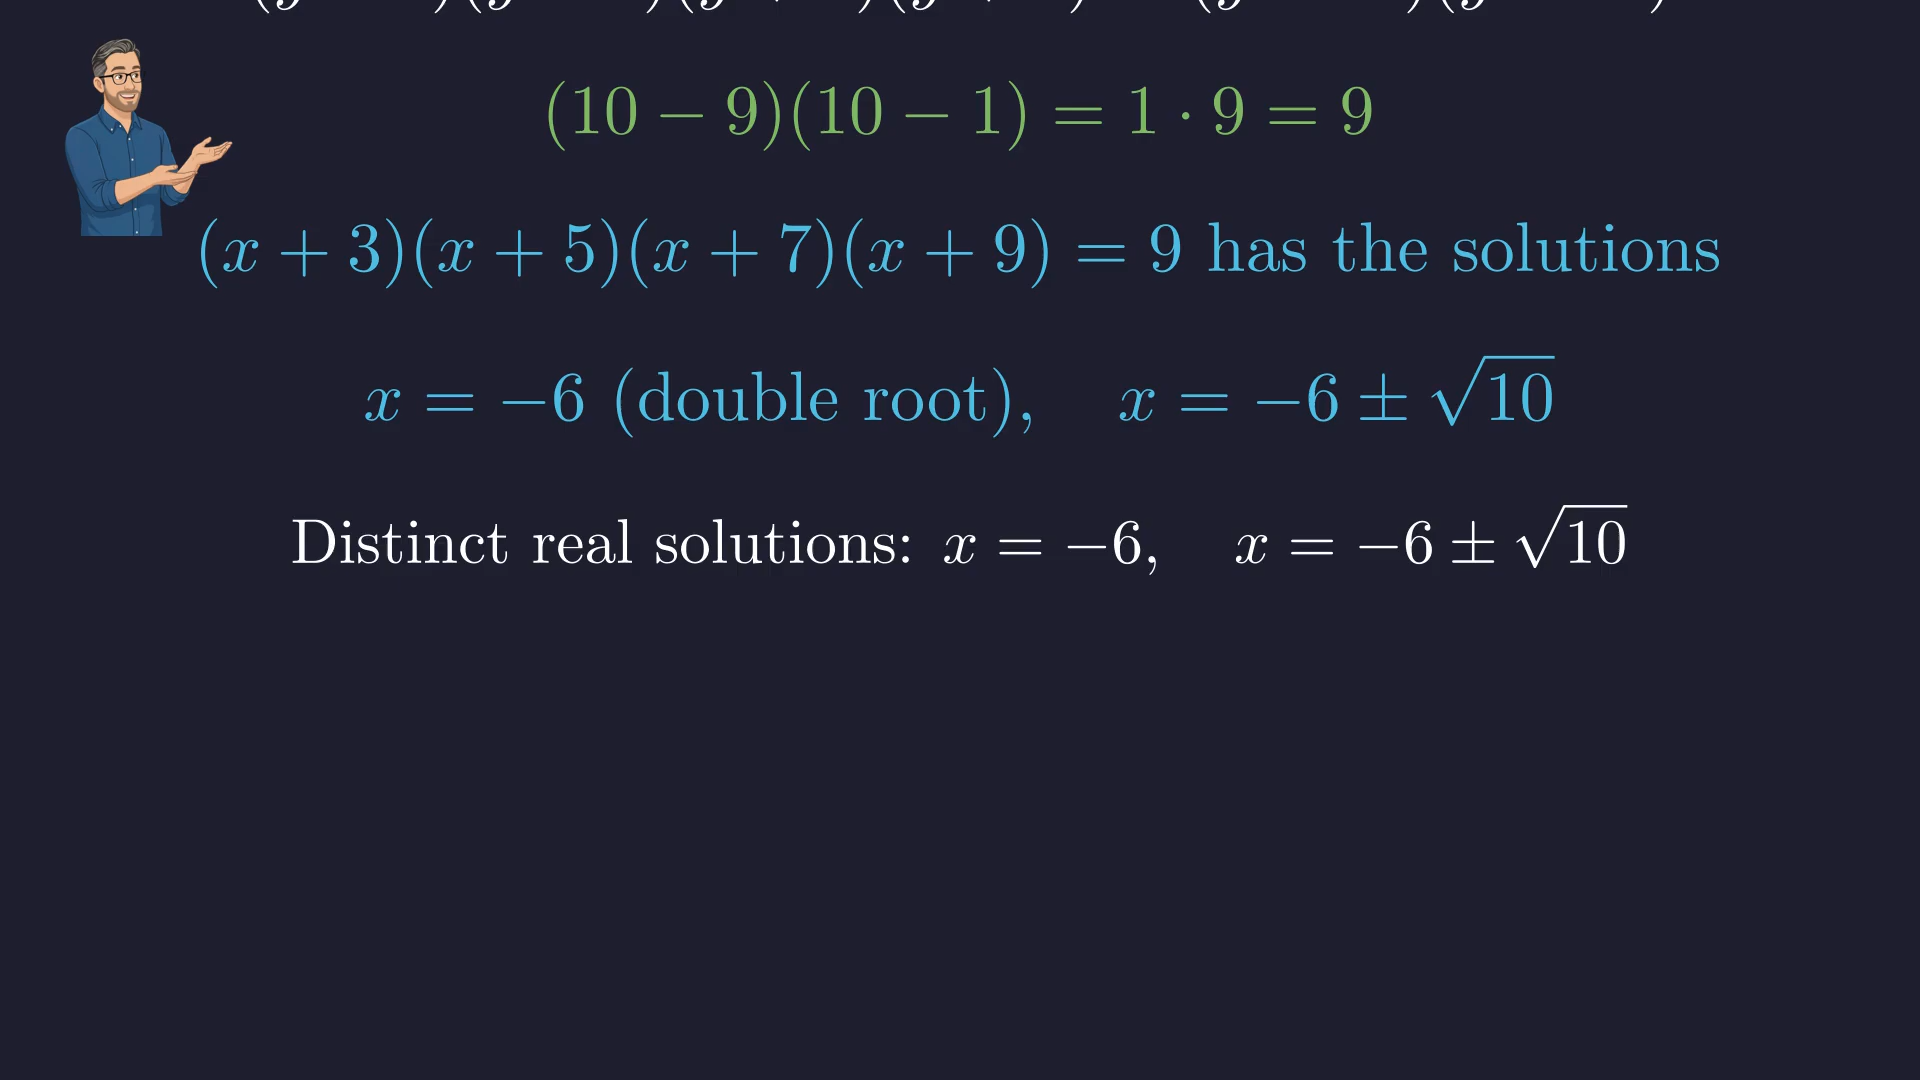 (10 − 9)(10 − 1) = 1 · 9 = 9
(x + 3)(x + 5)(x + 7)(x + 9) = 9 has the solutions
x = −6 (double root), x = −6 ± √10
Distinct real solutions: x = −6, x = −6 ± √10